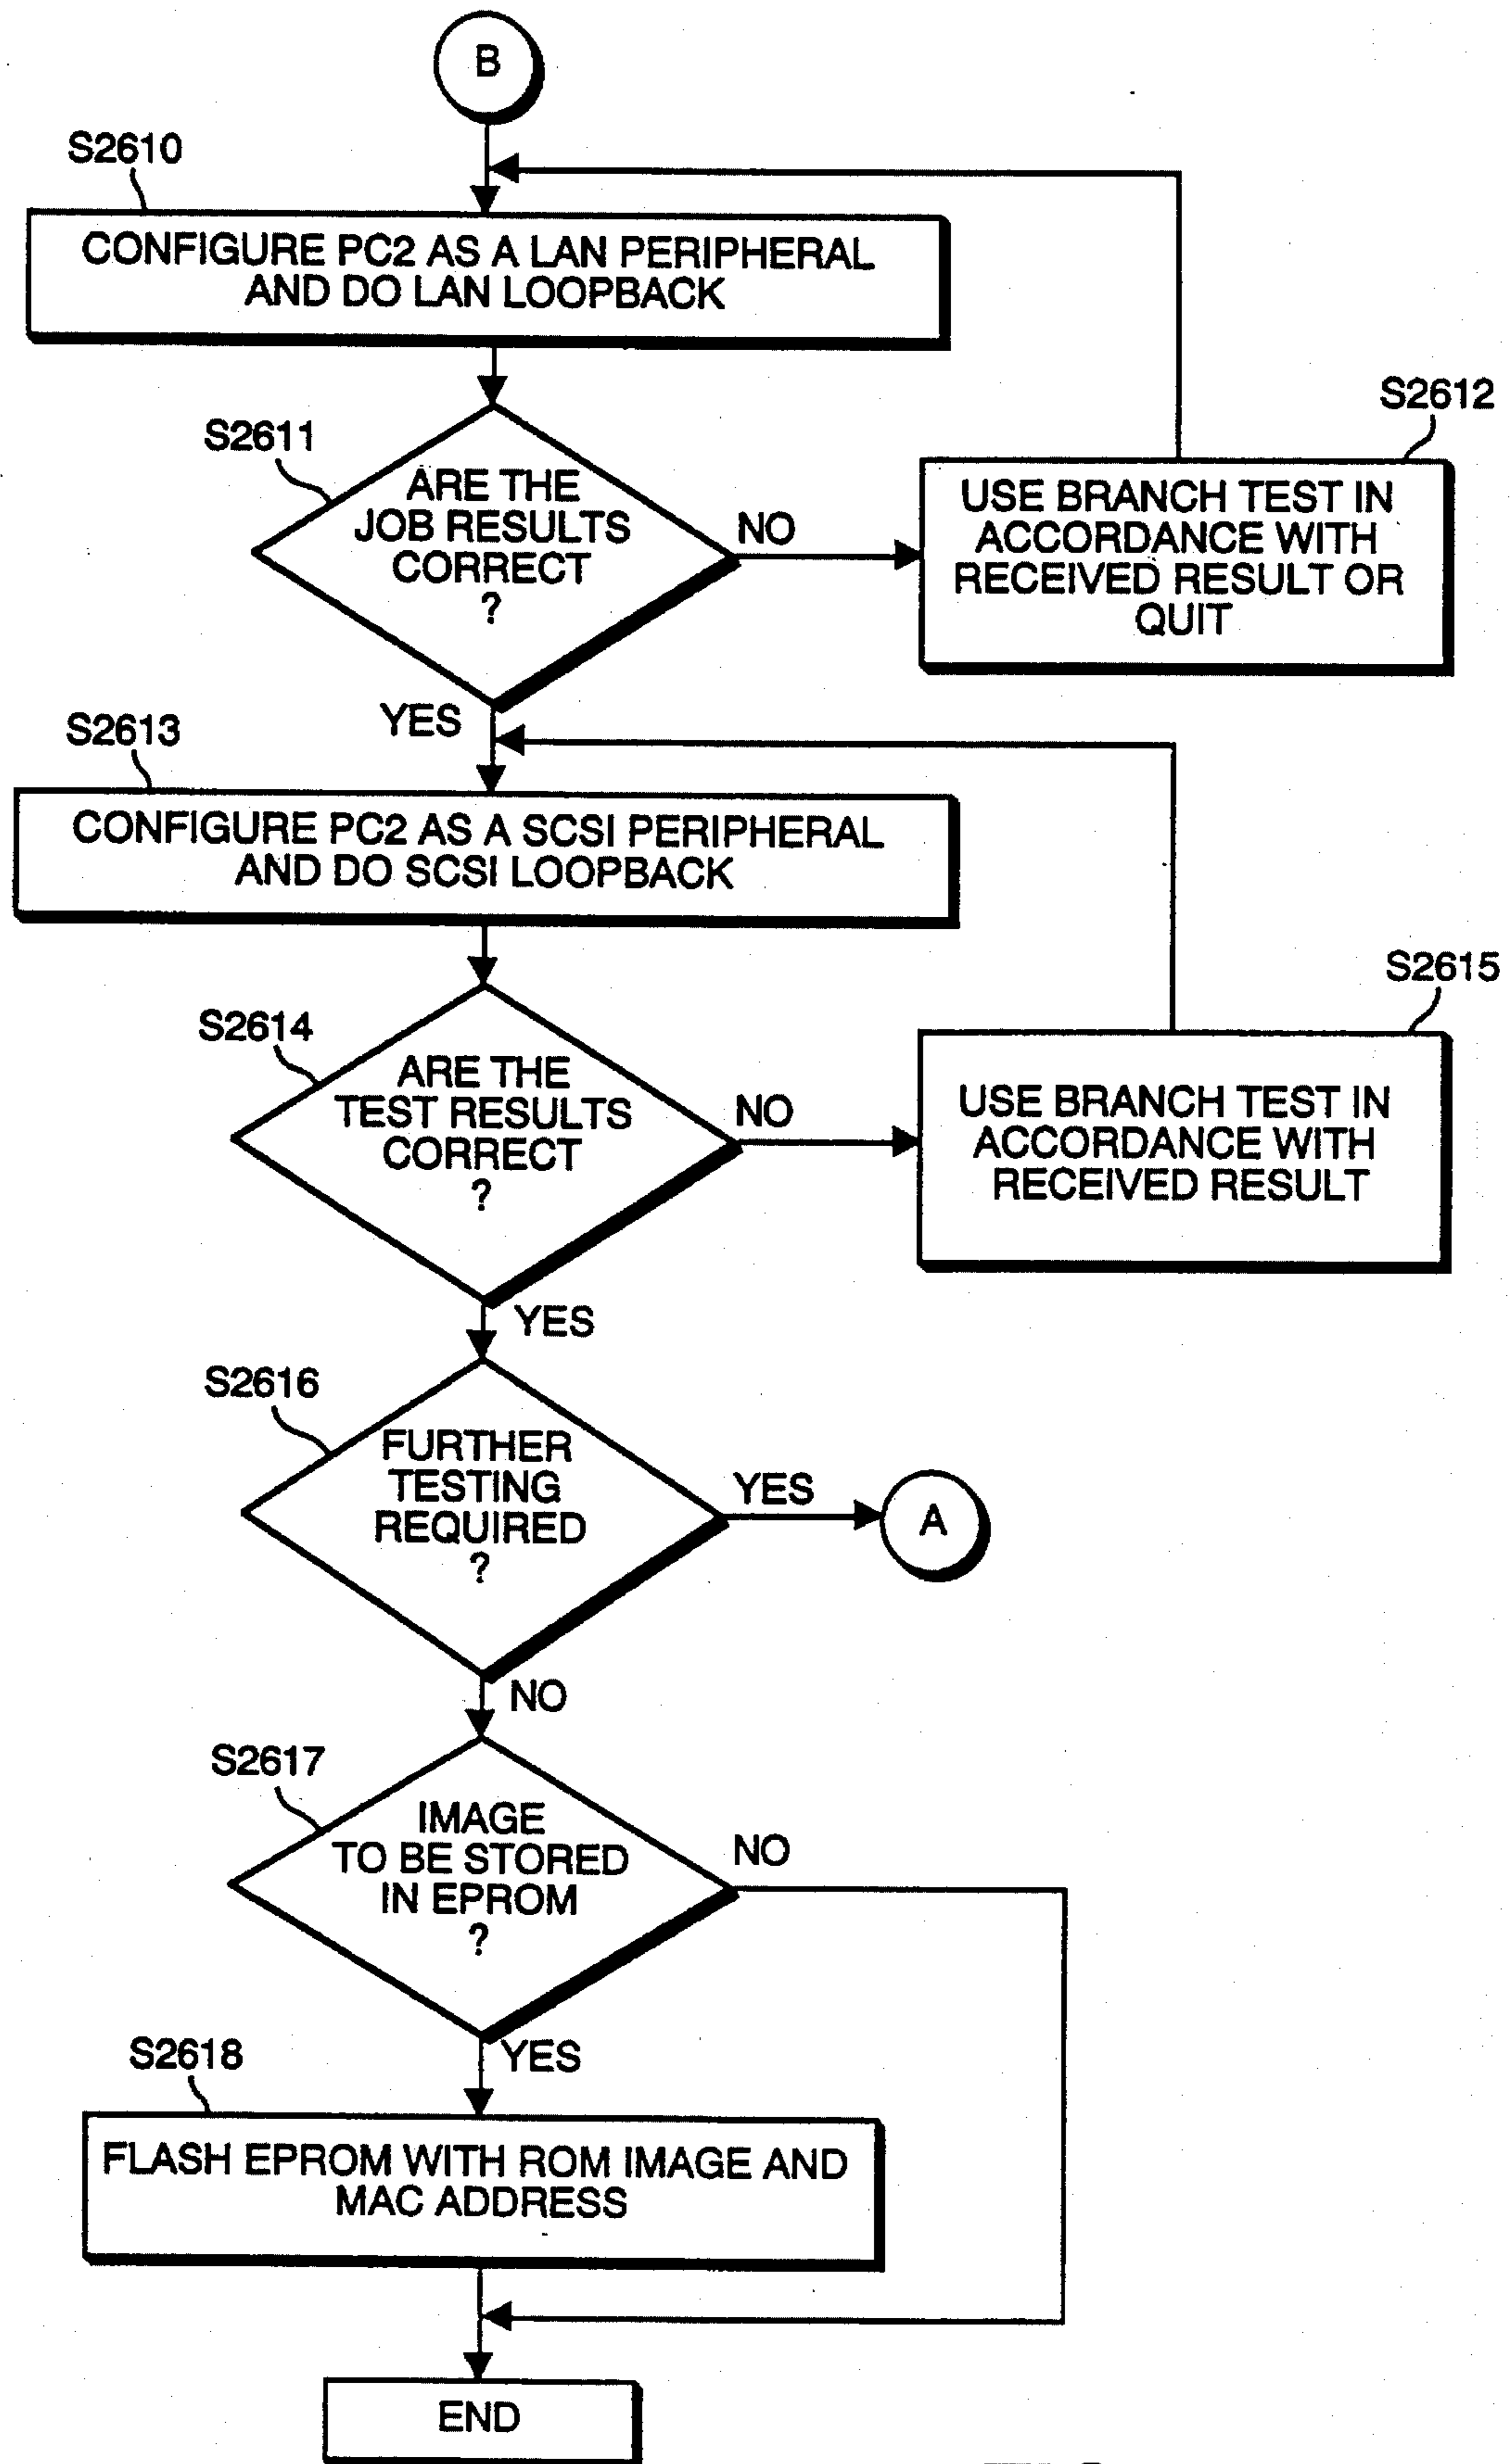 B
S2610
CONFIGURE PC2 AS A LAN PERIPHERAL
AND DO LAN LOOPBACK
S2611
ARE THE
JOB RESULTS
CORRECT
?
NO
S2612
USE BRANCH TEST IN
ACCORDANCE WITH
RECEIVED RESULT OR
QUIT
YES
S2613
CONFIGURE PC2 AS A SCSI PERIPHERAL
AND DO SCSI LOOPBACK
S2614
ARE THE
TEST RESULTS
CORRECT
?
NO
S2615
USE BRANCH TEST IN
ACCORDANCE WITH
RECEIVED RESULT
YES
S2616
FURTHER
TESTING
REQUIRED
?
YES
A
NO
S2617
IMAGE
TO BE STORED
IN EPROM
?
NO
YES
S2618
FLASH EPROM WITH ROM IMAGE AND
MAC ADDRESS
END